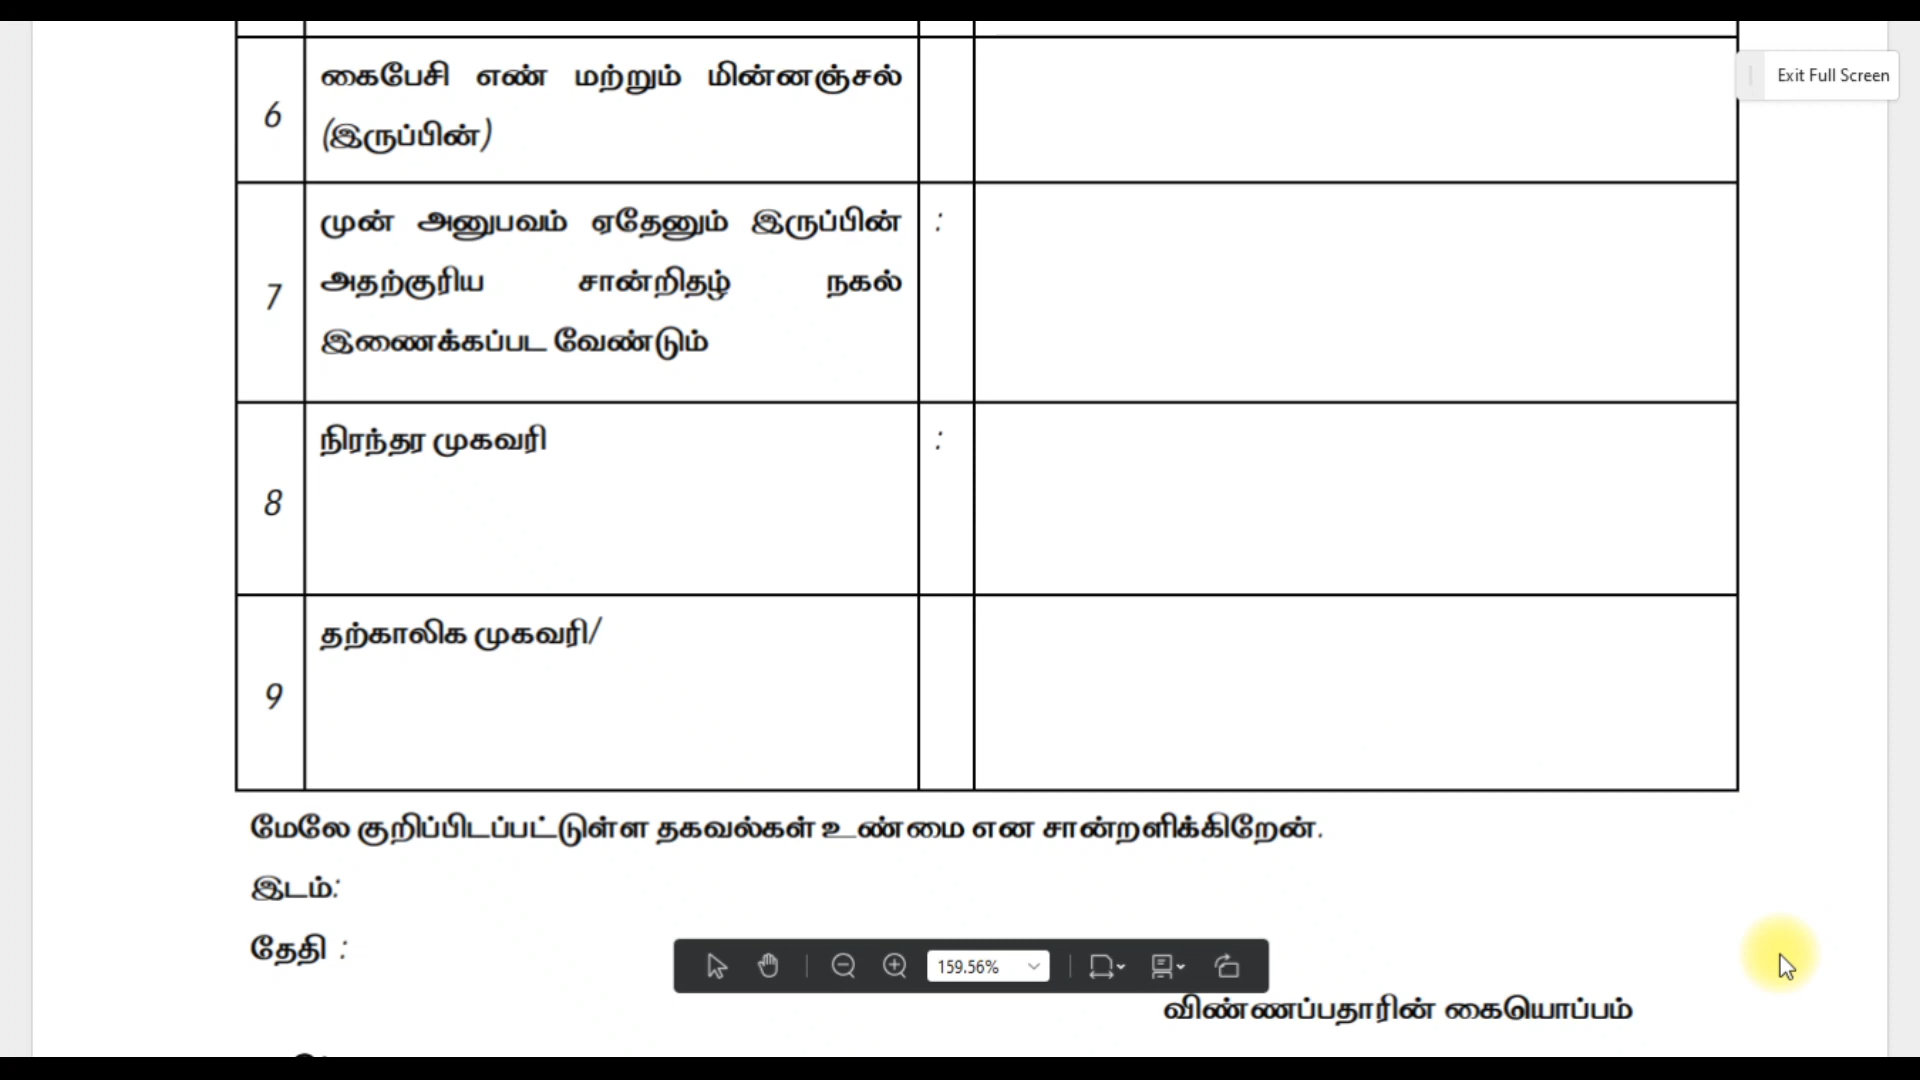 Exit Full Screen
6
கைபேசி எண் மற்றும் மின்னஞ்சல்
(இருப்பின்)
7
முன் அனுபவம் ஏதேனும் இருப்பின் :
அதற்குரிய சான்றிதழ் நகல்
இணைக்கப்பட வேண்டும்
8
நிரந்தர முகவரி :
9
தற்காலிக முகவரி/
மேலே குறிப்பிடப்பட்டுள்ள தகவல்கள் உண்மை என சான்றளிக்கிறேன்.
இடம்:
தேதி :
159.56%
விண்ணப்பதாரின் கையொப்பம்